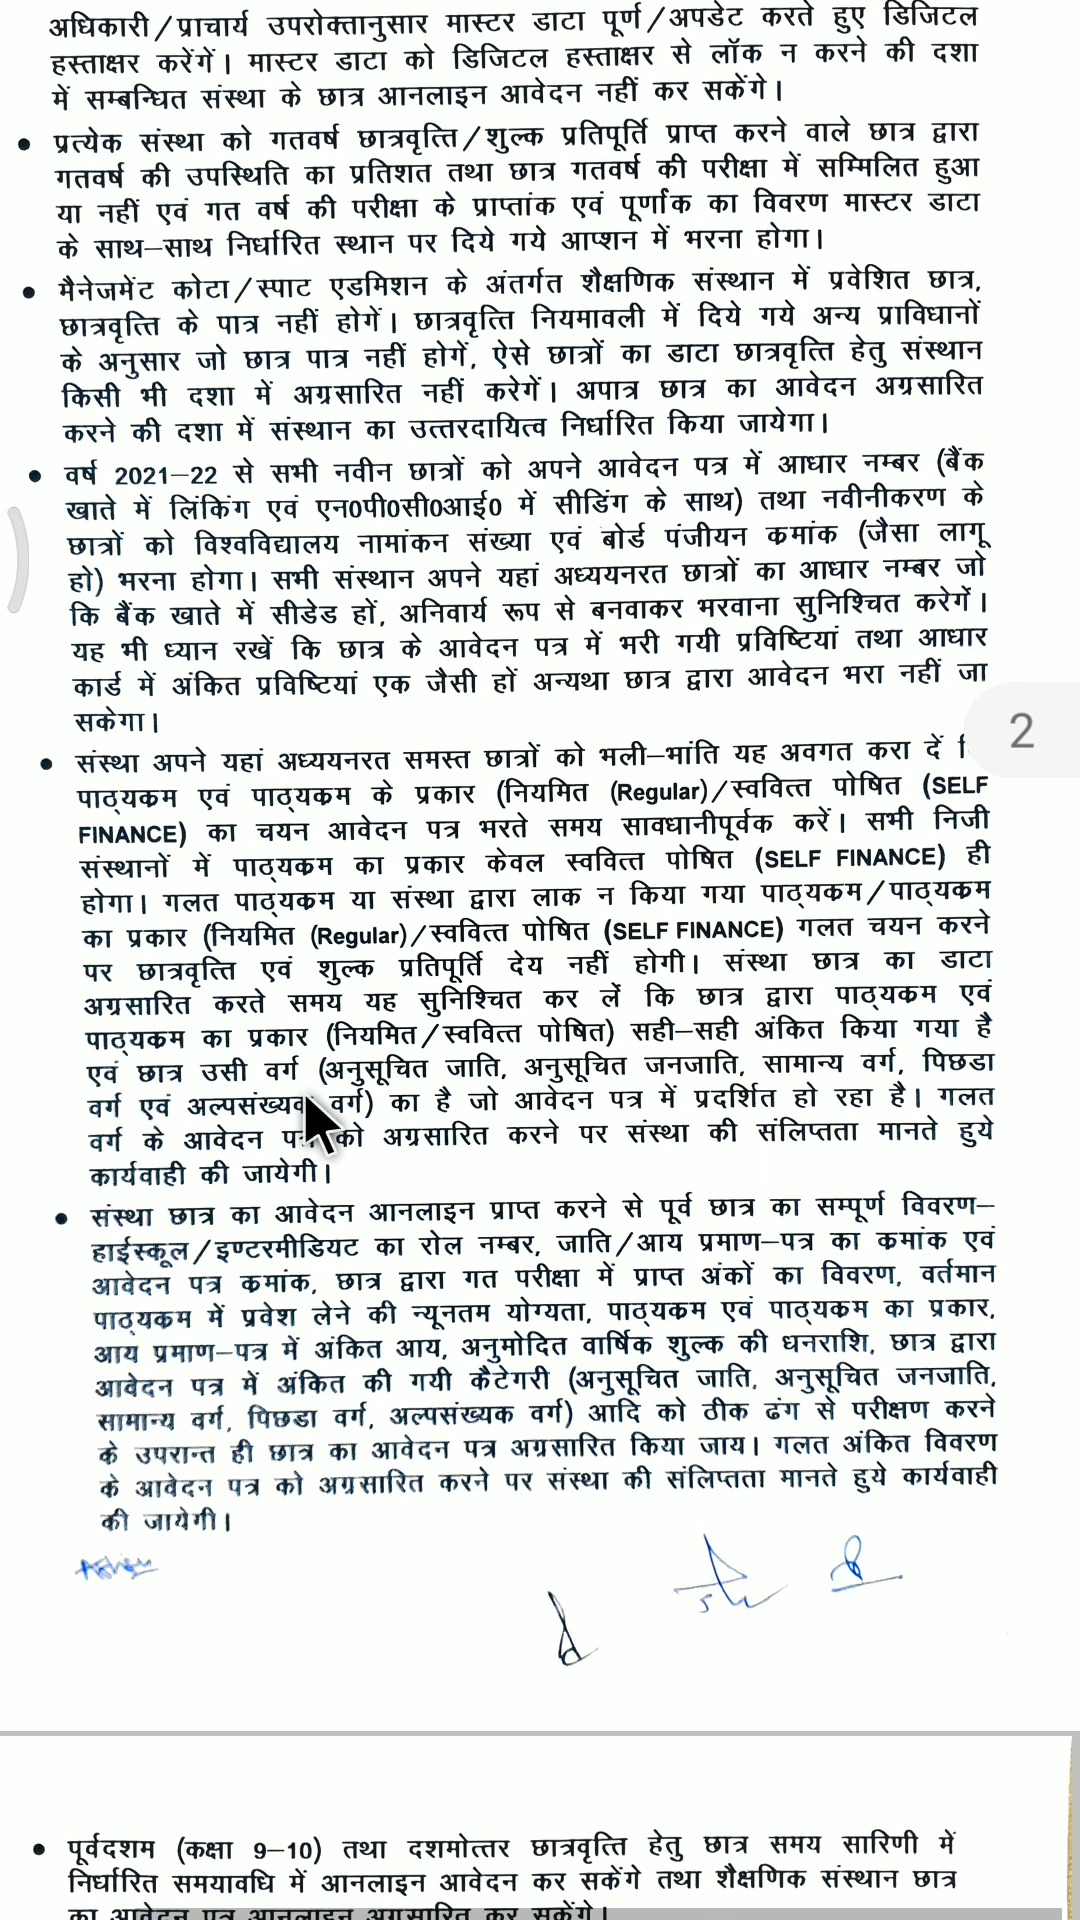 अधिकारी/प्राचार्य उपरोक्तानुसार मास्टर डाटा पूर्ण/अपडेट करते हुए डिजिटल
हस्ताक्षर करेंगें। मास्टर डाटा को डिजिटल हस्ताक्षर से लॉक न करने की दशा
में सम्बन्धित संस्था के छात्र आनलाइन आवेदन नहीं कर सकेंगे।
• प्रत्येक संस्था को गतवर्ष छात्रवृत्ति/शुल्क प्रतिपूर्ति प्राप्त करने वाले छात्र द्वारा
गतवर्ष की उपस्थिति का प्रतिशत तथा छात्र गतवर्ष की परीक्षा में सम्मिलित हुआ
या नहीं एवं गत वर्ष की परीक्षा के प्राप्तांक एवं पूर्णांक का विवरण मास्टर डाटा
के साथ–साथ निर्धारित स्थान पर दिये गये आप्शन में भरना होगा।
• मैनेजमेंट कोटा/स्पाट एडमिशन के अंतर्गत शैक्षणिक संस्थान में प्रवेशित छात्र,
छात्रवृत्ति के पात्र नहीं होगें। छात्रवृत्ति नियमावली में दिये गये अन्य प्राविधानों
के अनुसार जो छात्र पात्र नहीं होगें, ऐसे छात्रों का डाटा छात्रवृत्ति हेतु संस्थान
किसी भी दशा में अग्रसारित नहीं करेगें। अपात्र छात्र का आवेदन अग्रसारित
करने की दशा में संस्थान का उत्तरदायित्व निर्धारित किया जायेगा।
• वर्ष 2021–22 से सभी नवीन छात्रों को अपने आवेदन पत्र में आधार नम्बर (बैंक
खाते में लिंकिंग एवं एन0पी0सी0आई0 में सीडिंग के साथ) तथा नवीनीकरण के
छात्रों को विश्वविद्यालय नामांकन संख्या एवं बोर्ड पंजीयन कमांक (जैसा लागू
हो) भरना होगा। सभी संस्थान अपने यहां अध्ययनरत छात्रों का आधार नम्बर जो
कि बैंक खाते में सीडेड हों, अनिवार्य रूप से बनवाकर भरवाना सुनिश्चित करेगें।
यह भी ध्यान रखें कि छात्र के आवेदन पत्र में भरी गयी प्रविष्टियां तथा आधार
कार्ड में अंकित प्रविष्टियां एक जैसी हों अन्यथा छात्र द्वारा आवेदन भरा नहीं जा
सकेगा।
2
• संस्था अपने यहां अध्ययनरत समस्त छात्रों को भली–भांति यह अवगत करा दें
पाठ्यकम एवं पाठ्यकम के प्रकार (नियमित (Regular)/स्ववित्त पोषित (SELF
FINANCE) का चयन आवेदन पत्र भरते समय सावधानीपूर्वक करें। सभी निजी
संस्थानों में पाठ्यकम का प्रकार केवल स्ववित्त पोषित (SELF FINANCE) ही
होगा। गलत पाठ्यकम या संस्था द्वारा लाक न किया गया पाठ्यकम/पाठ्यकम
का प्रकार (नियमित (Regular)/स्ववित्त पोषित (SELF FINANCE) गलत चयन करने
पर छात्रवृत्ति एवं शुल्क प्रतिपूर्ति देय नहीं होगी। संस्था छात्र का डाटा
अग्रसारित करते समय यह सुनिश्चित कर लें कि छात्र द्वारा पाठ्यकम एवं
पाठ्यकम का प्रकार (नियमित/स्ववित्त पोषित) सही–सही अंकित किया गया है
एवं छात्र उसी वर्ग (अनुसूचित जाति, अनुसूचित जनजाति, सामान्य वर्ग, पिछडा
वर्ग एवं अल्पसंख्यक वर्ग) का है जो आवेदन पत्र में प्रदर्शित हो रहा है। गलत
वर्ग के आवेदन पत्र को अग्रसारित करने पर संस्था की संलिप्तता मानते हुये
कार्यवाही की जायेगी।
• संस्था छात्र का आवेदन आनलाइन प्राप्त करने से पूर्व छात्र का सम्पूर्ण विवरण–
हाईस्कूल/इण्टरमीडियट का रोल नम्बर, जाति/आय प्रमाण–पत्र का कमांक एवं
आवेदन पत्र कमांक, छात्र द्वारा गत परीक्षा में प्राप्त अंकों का विवरण, वर्तमान
पाठ्यकम में प्रवेश लेने की न्यूनतम योग्यता, पाठ्यकम एवं पाठ्यकम का प्रकार,
आय प्रमाण–पत्र में अंकित आय, अनुमोदित वार्षिक शुल्क की धनराशि, छात्र द्वारा
आवेदन पत्र में अंकित की गयी कैटेगरी (अनुसूचित जाति, अनुसूचित जनजाति,
सामान्य वर्ग, पिछडा वर्ग, अल्पसंख्यक वर्ग) आदि को ठीक ढंग से परीक्षण करने
के उपरान्त ही छात्र का आवेदन पत्र अग्रसारित किया जाय। गलत अंकित विवरण
के आवेदन पत्र को अग्रसारित करने पर संस्था की संलिप्तता मानते हुये कार्यवाही
की जायेगी।
• पूर्वदशम (कक्षा 9–10) तथा दशमोत्तर छात्रवृत्ति हेतु छात्र समय सारिणी में
निर्धारित समयावधि में आनलाइन आवेदन कर सकेंगे तथा शैक्षणिक संस्थान छात्र
का आवेदन पत्र आनलाइन अग्रसारित कर सकेंगे।